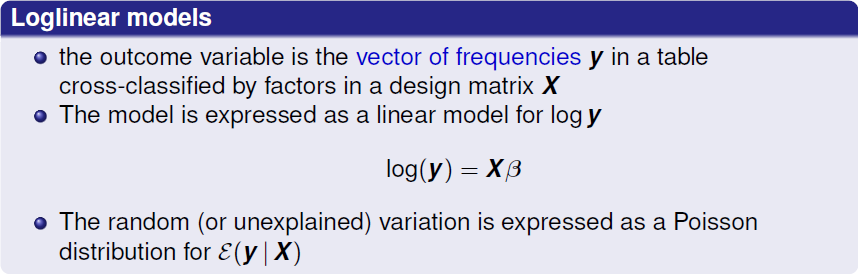 Loglinear models
the outcome variable is the vector of frequencies y in a table
cross-classified by factors in a design matrix X
The model is expressed as a linear model for log y
log(y) = Xβ
The random (or unexplained) variation is expressed as a Poisson
distribution for ℰ(y | X)